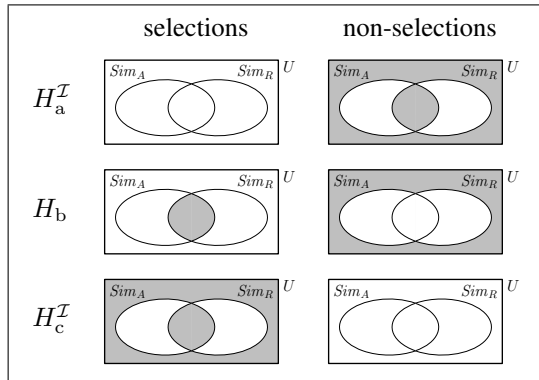 selections non-selections
Sim_A Sim_R U Sim_A Sim_R U
H_a^ℐ
Sim_A Sim_R U Sim_A Sim_R U
H_b
Sim_A Sim_R U Sim_A Sim_R U
H_c^ℐ